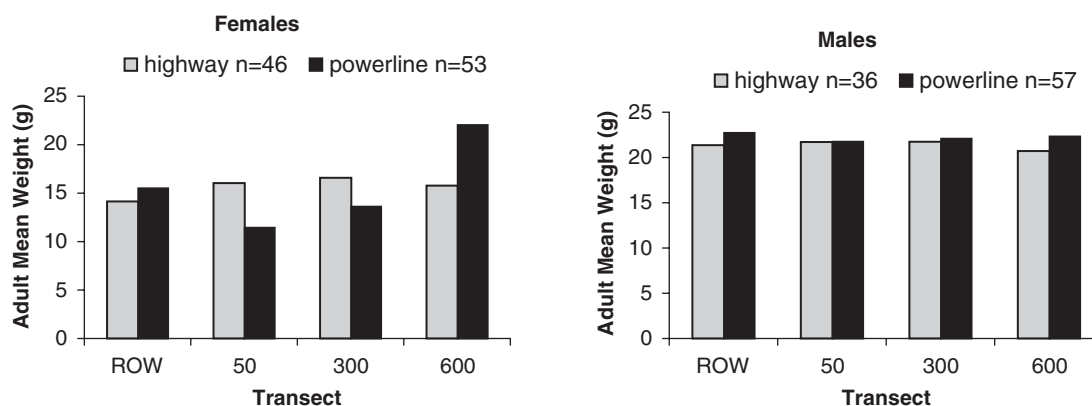 Females
highway n=46 powerline n=53
Adult Mean Weight (g)
25
20
15
10
5
0
ROW 50 300 600
Transect
Males
highway n=36 powerline n=57
Adult Mean Weight (g)
25
20
15
10
5
0
ROW 50 300 600
Transect